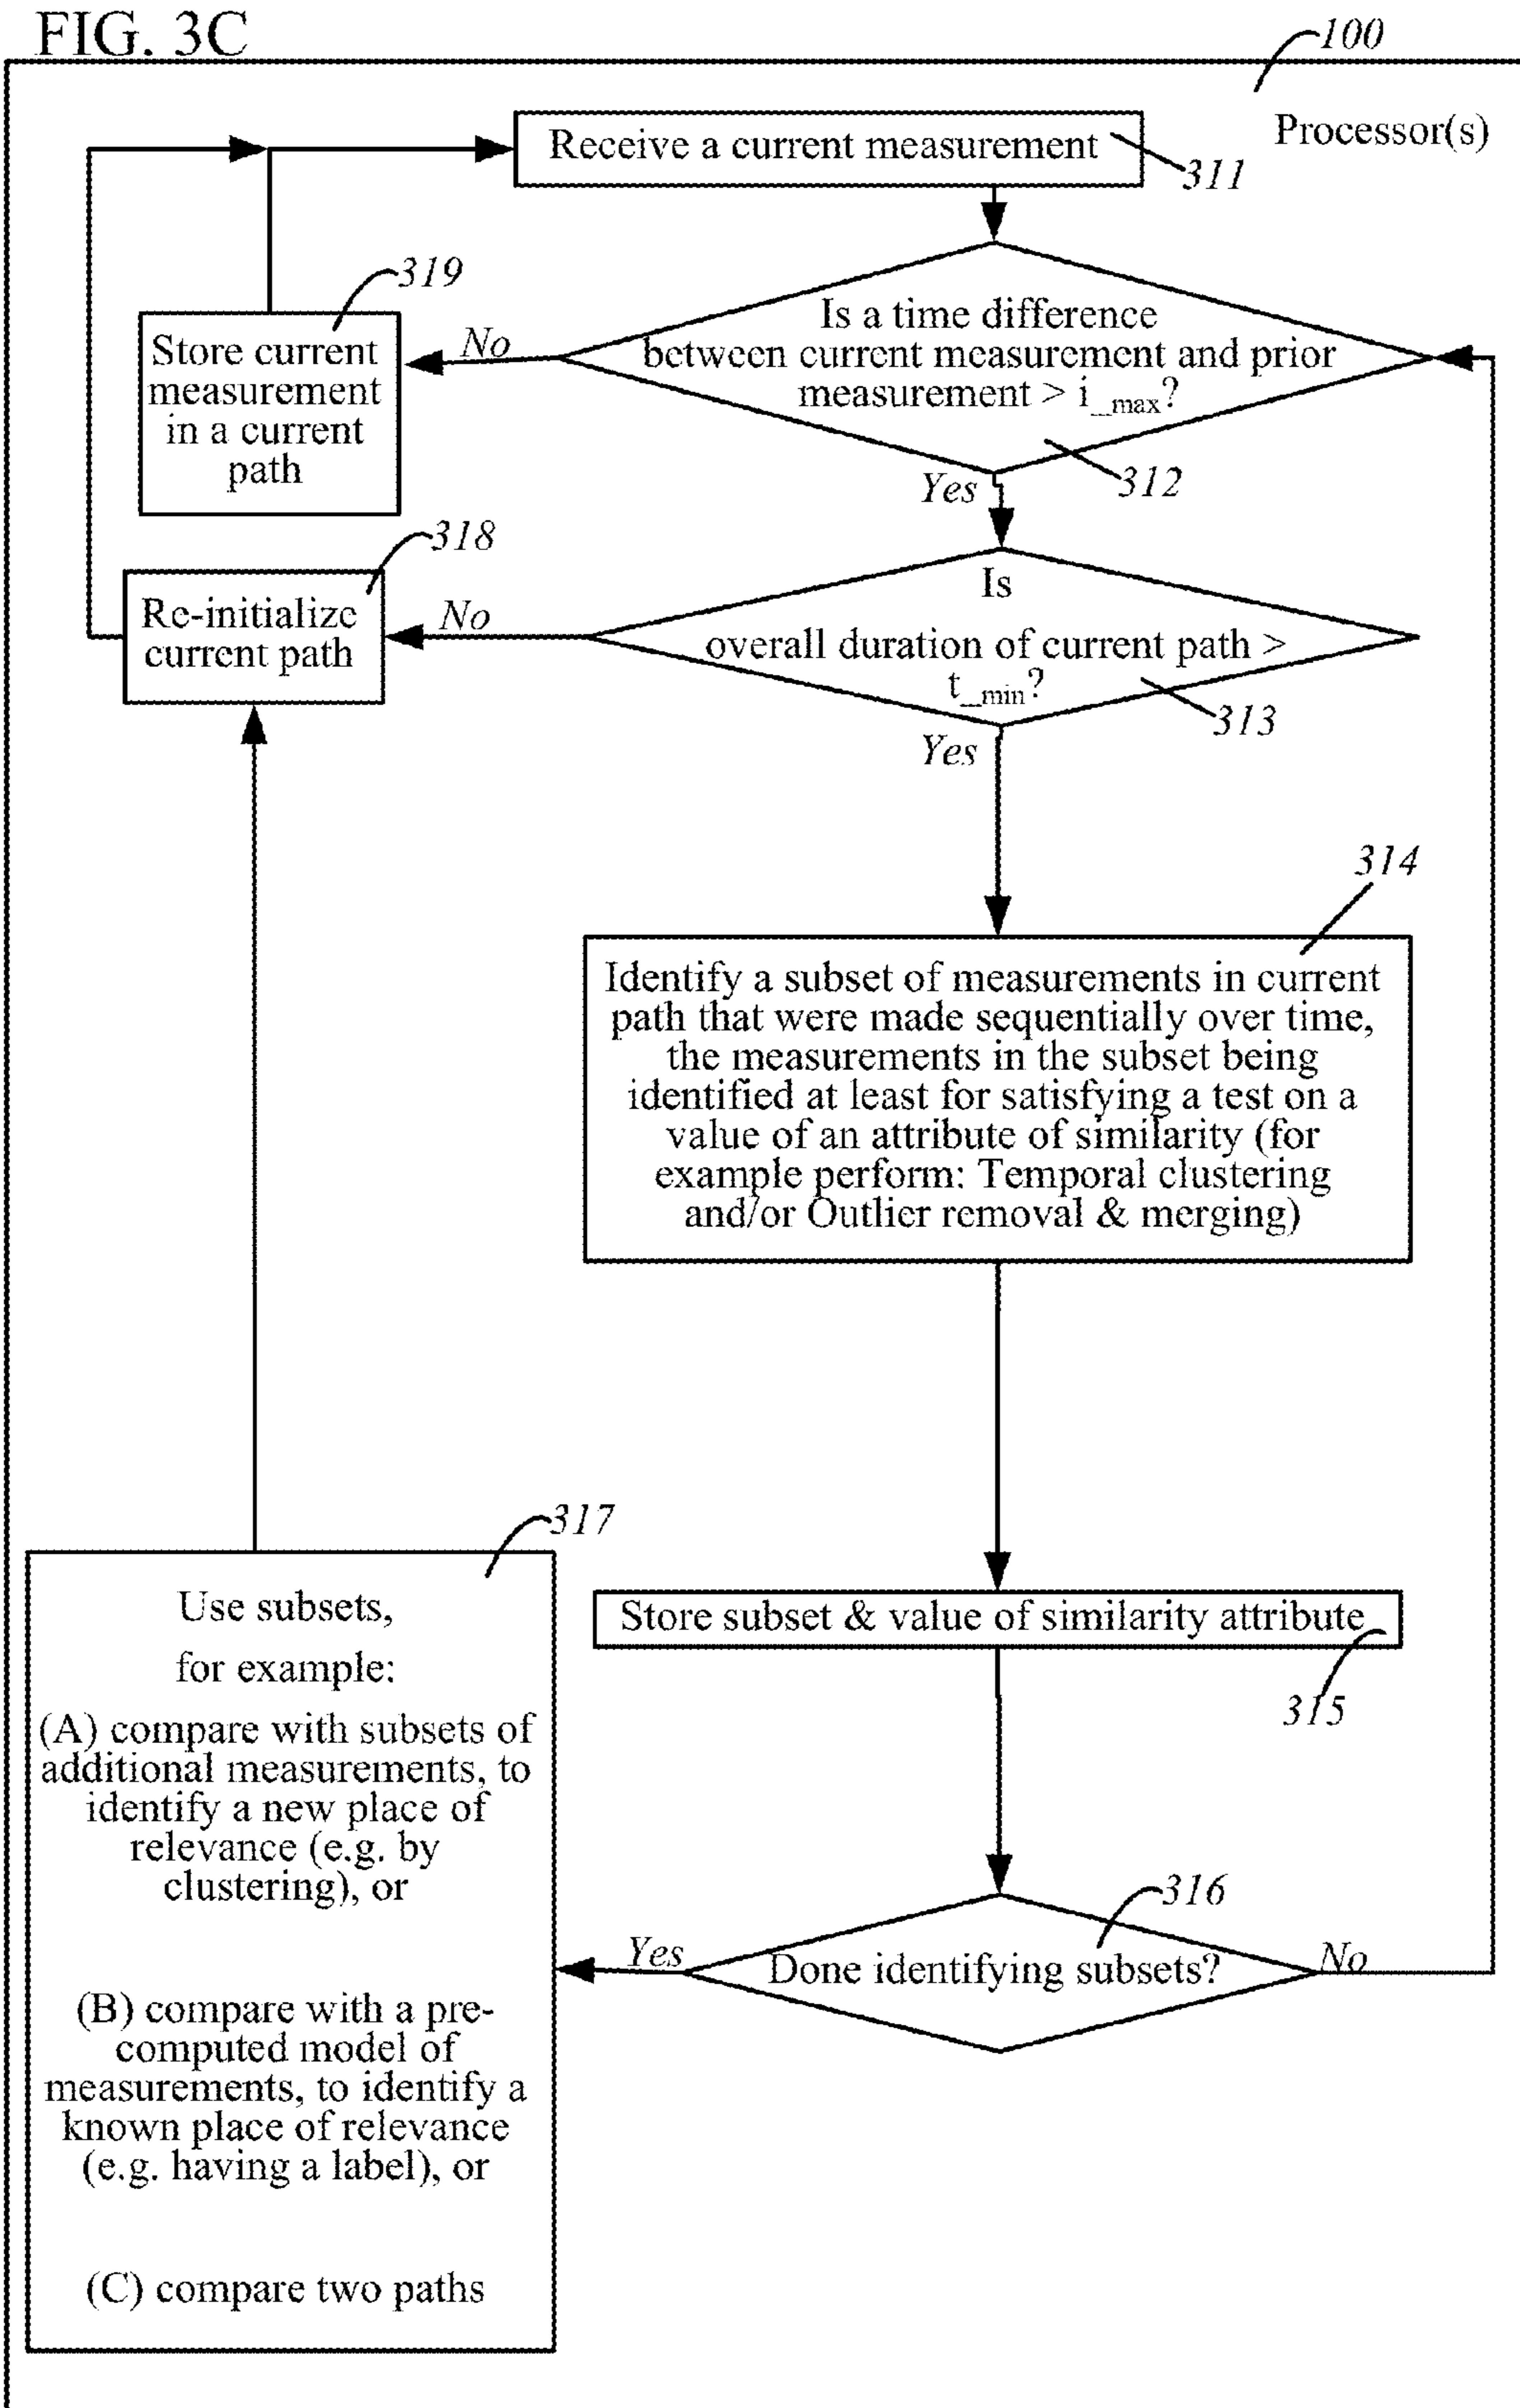 FIG. 3C
100
Processor(s)
Receive a current measurement
311
319
Store current
measurement
in a current
path
No
Is a time difference
between current measurement and prior
measurement > i_max?
312
Yes
318
Re-initialize
current path
No
Is
overall duration of current path >
t_min?
313
Yes
314
Identify a subset of measurements in current
path that were made sequentially over time,
the measurements in the subset being
identified at least for satisfying a test on a
value of an attribute of similarity (for
example perform: Temporal clustering
and/or Outlier removal & merging)
317
Use subsets,
for example:
(A) compare with subsets of
additional measurements, to
identify a new place of
relevance (e.g. by
clustering), or
(B) compare with a pre-
computed model of
measurements, to identify a
known place of relevance
(e.g. having a label), or
(C) compare two paths
Store subset & value of similarity attribute
315
316
Yes
Done identifying subsets?
No